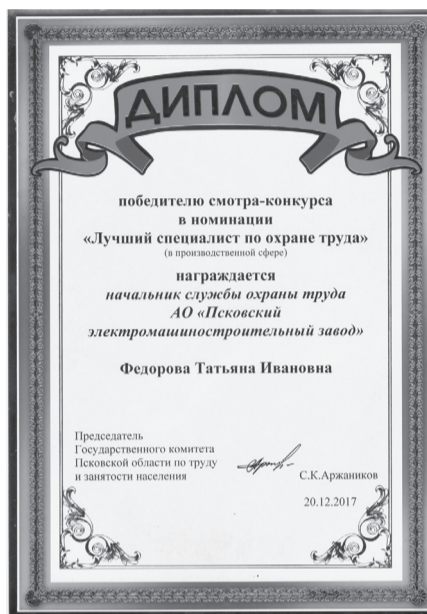 ДИПЛОМ
победителю смотра-конкурса
в номинации
«Лучший специалист по охране труда»
(в производственной сфере)
награждается
начальник службы охраны труда
АО «Псковский
электромашиностроительный завод»
Федорова Татьяна Ивановна
Председатель
Государственного комитета
Псковской области по труду
и занятости населения
С.К.Аржаников
20.12.2017